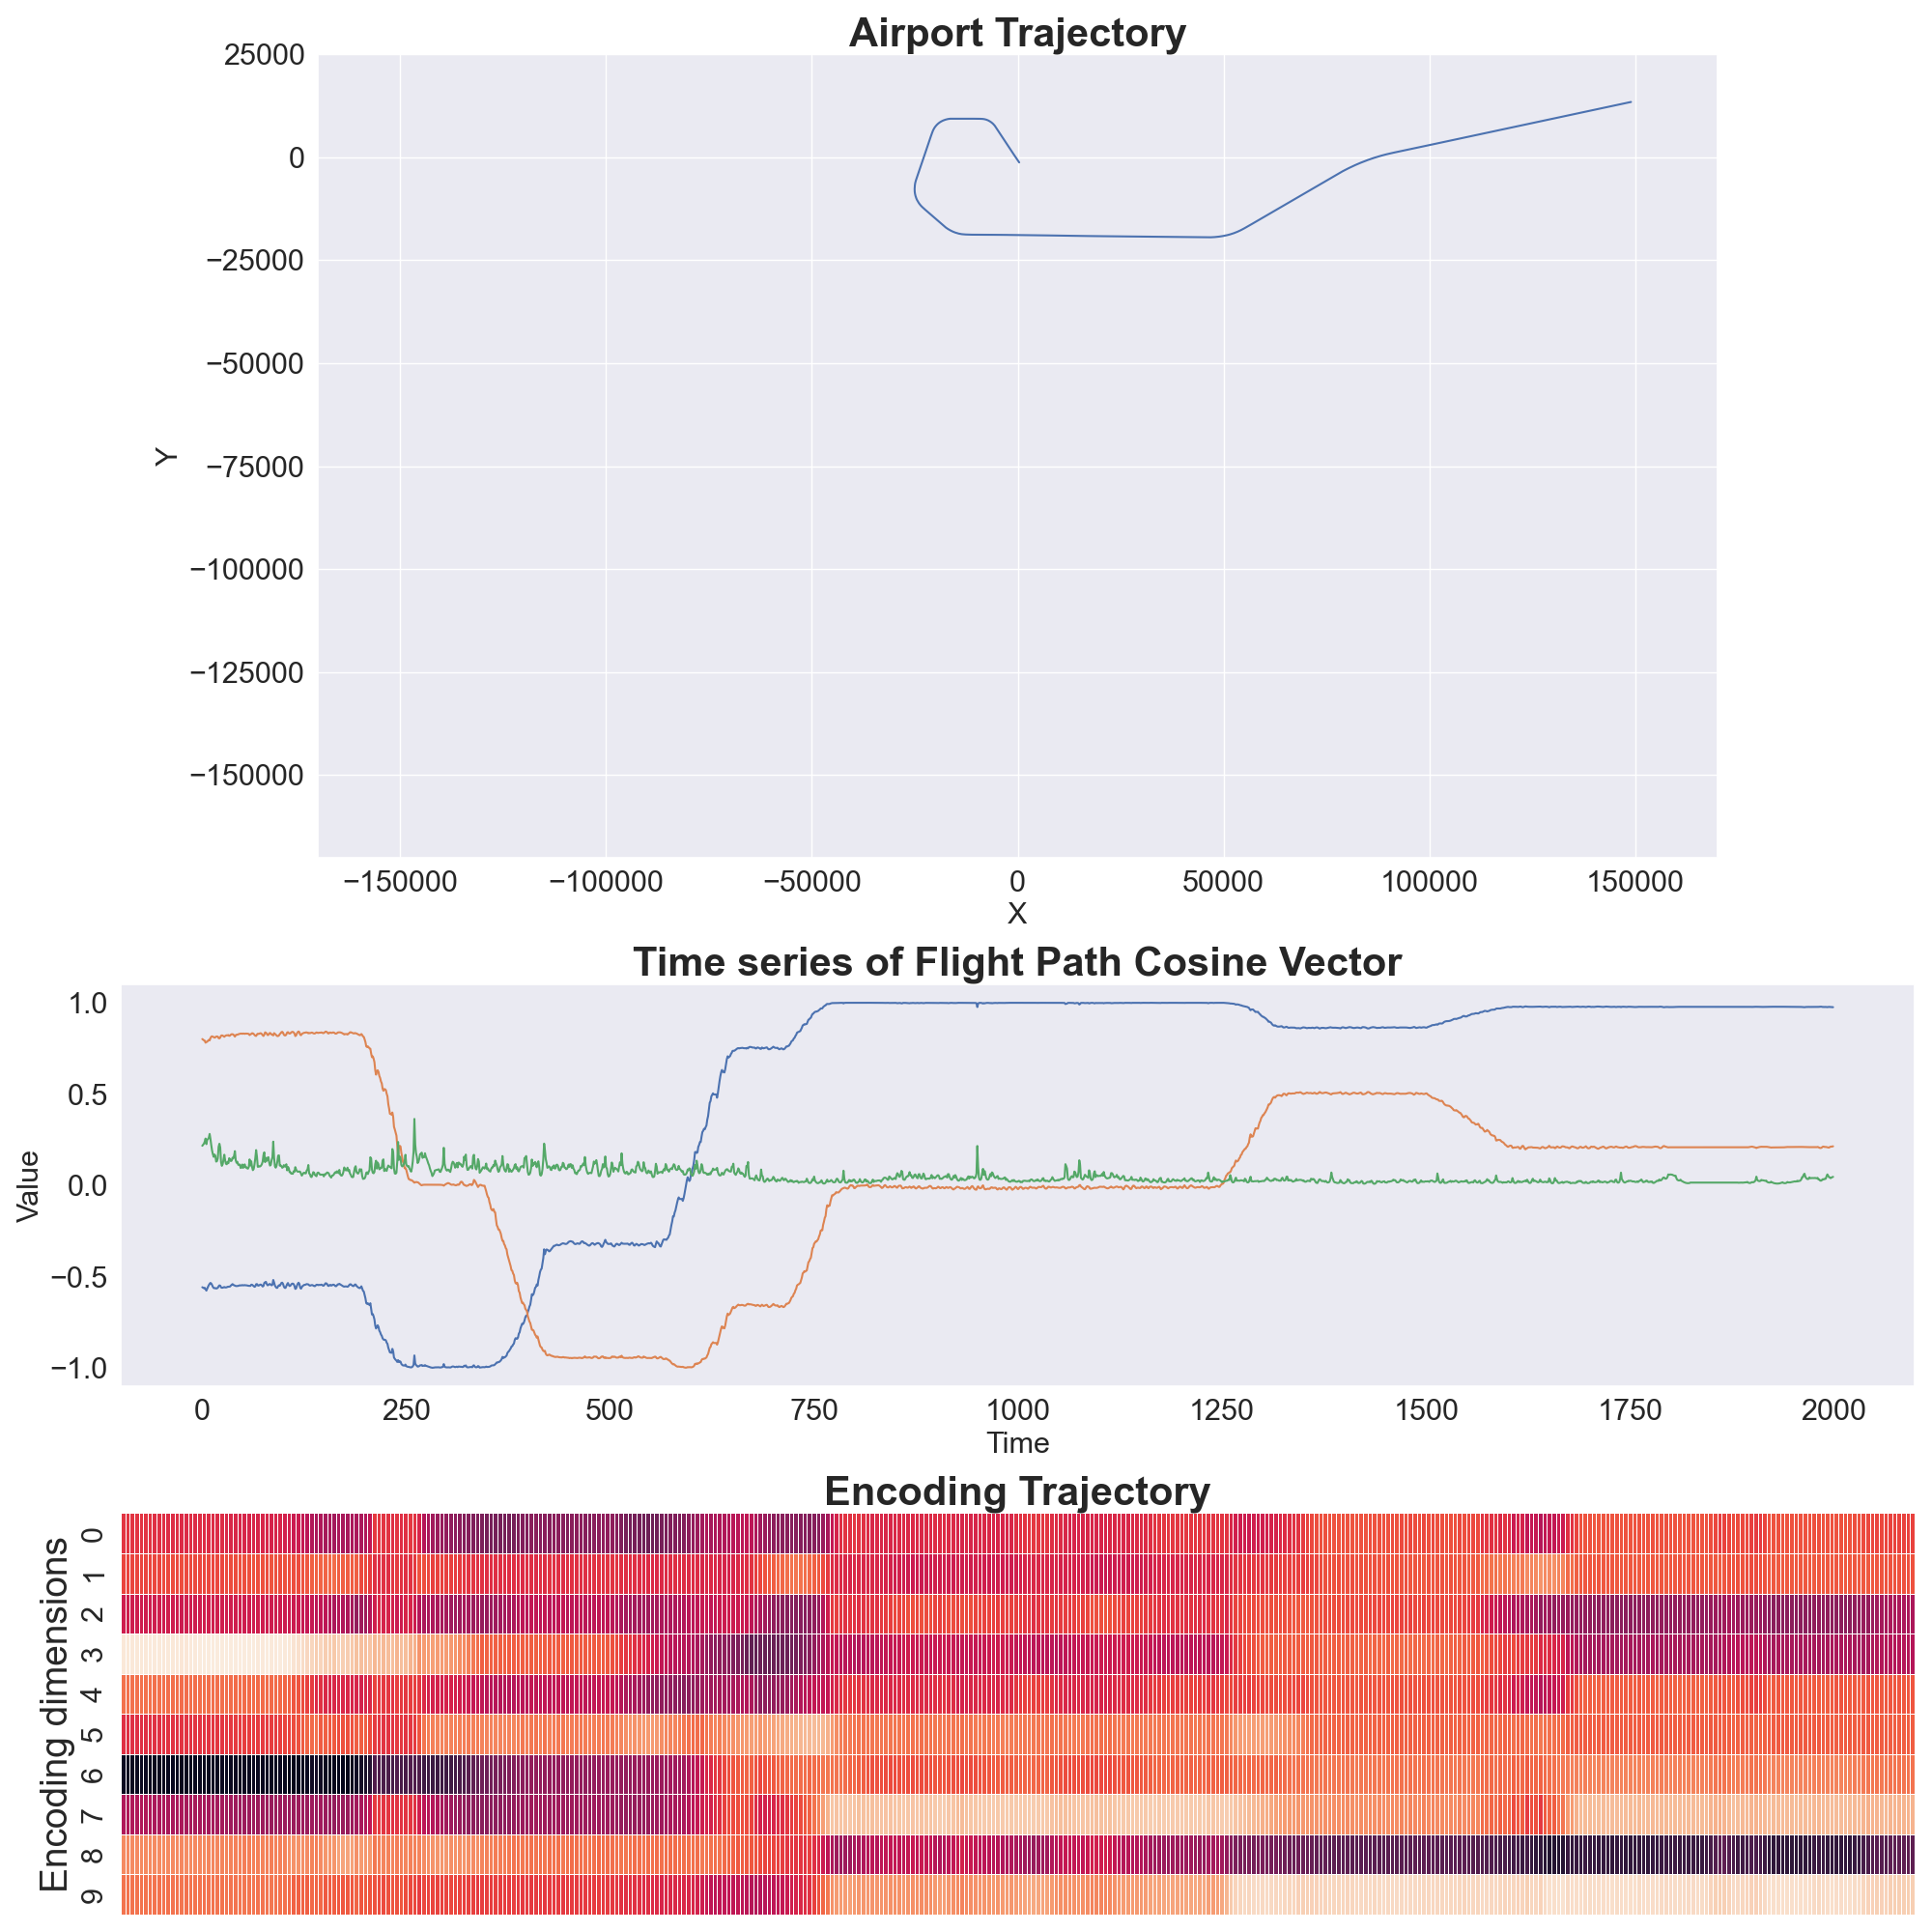 Airport Trajectory
25000
0
−25000
−50000
−75000
−100000
−125000
−150000
Y
−150000 −100000 −50000 0 50000 100000 150000
X
Time series of Flight Path Cosine Vector
1.0
0.5
0.0
−0.5
−1.0
Value
0 250 500 750 1000 1250 1500 1750 2000
Time
Encoding Trajectory
Encoding dimensions
0
1
2
3
4
5
6
7
8
9